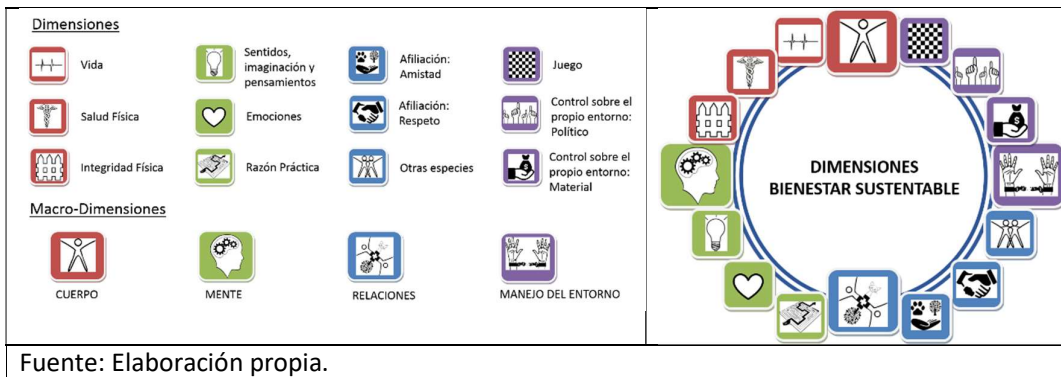 Dimensiones
Vida
Sentidos,
imaginación y
pensamientos
Afiliación:
Amistad
Juego
Salud Física
Emociones
Afiliación:
Respeto
Control sobre el
propio entorno:
Político
Integridad Física
Razón Práctica
Otras especies
Control sobre el
propio entorno:
Material
Macro-Dimensiones
CUERPO
MENTE
RELACIONES
MANEJO DEL ENTORNO
DIMENSIONES
BIENESTAR SUSTENTABLE
Fuente: Elaboración propia.